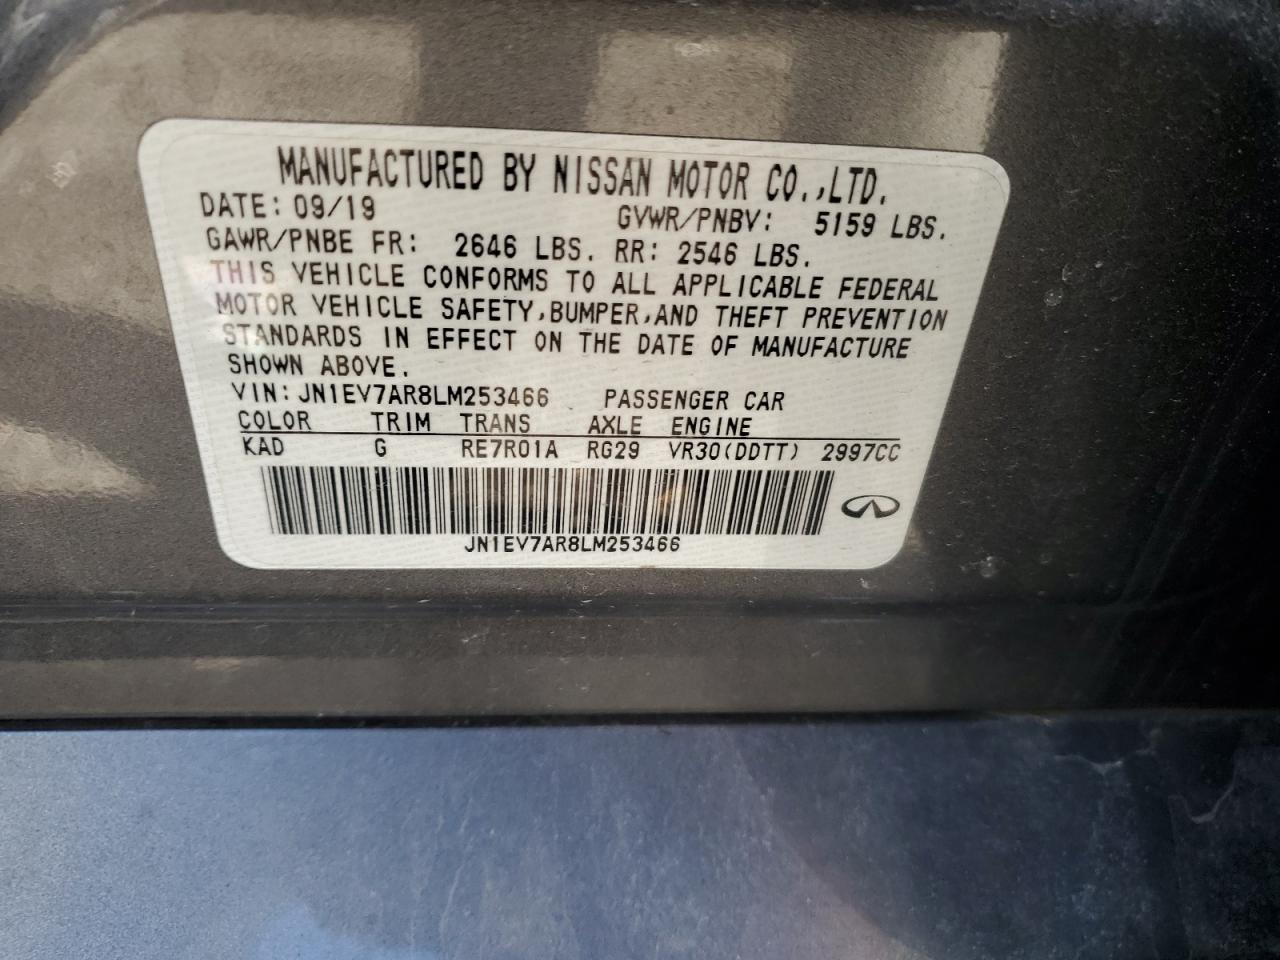 MANUFACTURED BY NISSAN MOTOR CO.,LTD.
DATE: 09/19 GVWR/PNBV: 5159 LBS.
GAWR/PNBE FR: 2646 LBS. RR: 2546 LBS.
THIS VEHICLE CONFORMS TO ALL APPLICABLE FEDERAL
MOTOR VEHICLE SAFETY,BUMPER,AND THEFT PREVENTION
STANDARDS IN EFFECT ON THE DATE OF MANUFACTURE
SHOWN ABOVE.
VIN: JN1EV7AR8LM253466 PASSENGER CAR
COLOR TRIM TRANS AXLE ENGINE
KAD G RE7R01A RG29 VR30(DDTT) 2997CC
JN1EV7AR8LM253466